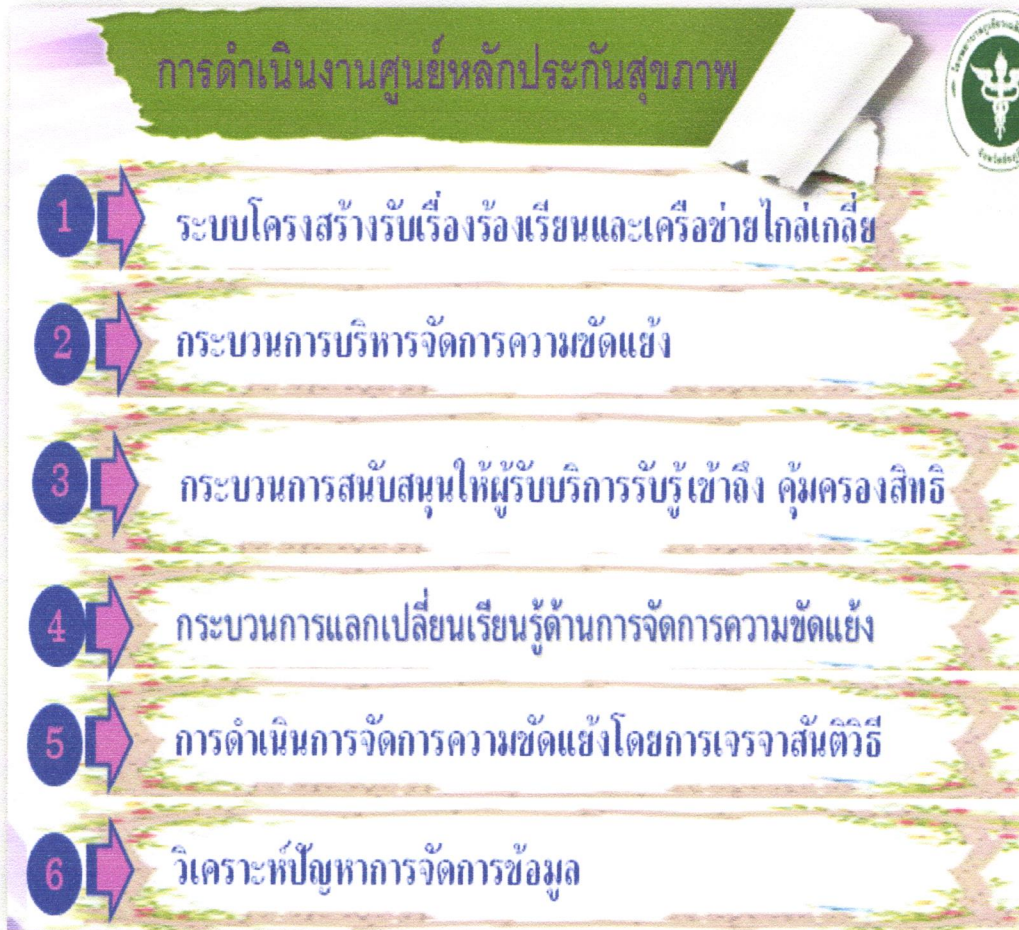 การดำเนินงานศูนย์หลักประกันสุขภาพ
1 ระบบโครงสร้างรับเรื่องร้องเรียนและเครือข่ายไกล่เกลี่ย
2 กระบวนการบริหารจัดการความขัดแย้ง
3 กระบวนการสนับสนุนให้ผู้รับบริการรับรู้เข้าถึง คุ้มครองสิทธิ
4 กระบวนการแลกเปลี่ยนเรียนรู้ด้านการจัดการความขัดแย้ง
5 การดำเนินการจัดการความขัดแย้งโดยการเจรจาสันติวิธี
6 วิเคราะห์ปัญหาการจัดการข้อมูล